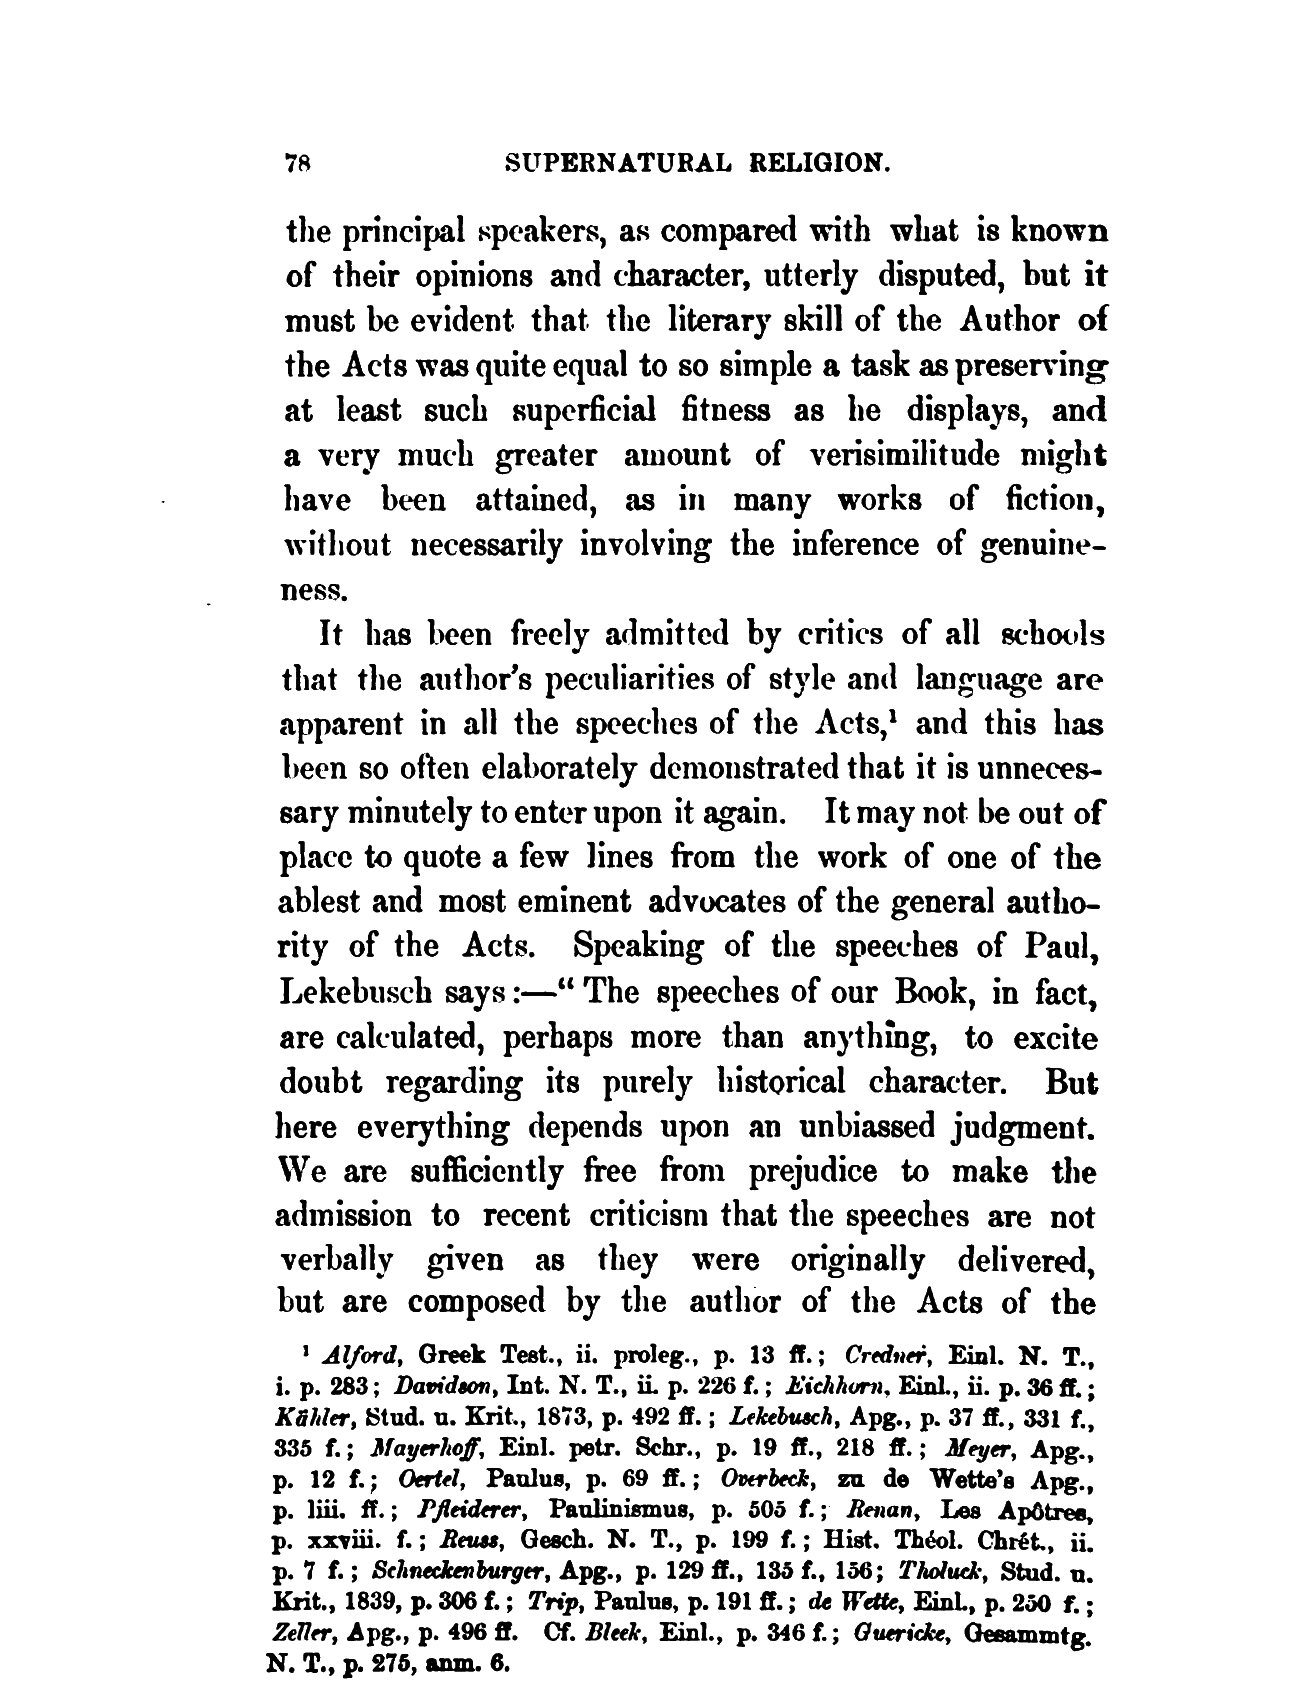 78 SUPERNATURAL RELIGION.
the principal speakers, as compared with what is known
of their opinions and character, utterly disputed, but it
must be evident that the literary skill of the Author of
the Acts was quite equal to so simple a task as preserving
at least such superficial fitness as he displays, and
a very much greater amount of verisimilitude might
have been attained, as in many works of fiction,
without necessarily involving the inference of genuine-
ness.
It has been freely admitted by critics of all schools
that the author's peculiarities of style and language are
apparent in all the speeches of the Acts,¹ and this has
been so often elaborately demonstrated that it is unneces-
sary minutely to enter upon it again. It may not be out of
place to quote a few lines from the work of one of the
ablest and most eminent advocates of the general autho-
rity of the Acts. Speaking of the speeches of Paul,
Lekebusch says:—“ The speeches of our Book, in fact,
are calculated, perhaps more than anything, to excite
doubt regarding its purely historical character. But
here everything depends upon an unbiassed judgment.
We are sufficiently free from prejudice to make the
admission to recent criticism that the speeches are not
verbally given as they were originally delivered,
but are composed by the author of the Acts of the
¹ Alford, Greek Test., ii. proleg., p. 13 ff.; Credner, Einl. N. T.,
i. p. 283; Davidson, Int. N. T., ii. p. 226 f.; Eichhorn, Einl., ii. p. 36 ff.;
Kähler, Stud. u. Krit., 1873, p. 492 ff.; Lekebusch, Apg., p. 37 ff., 331 f.,
335 f.; Mayerhoff, Einl. petr. Schr., p. 19 ff., 218 ff.; Meyer, Apg.,
p. 12 f.; Oertel, Paulus, p. 69 ff.; Overbeck, zu de Wette's Apg.,
p. liii. ff.; Pfleiderer, Paulinismus, p. 505 f.; Renan, Les Apôtres,
p. xxviii. f.; Reuss, Gesch. N. T., p. 199 f.; Hist. Théol. Chrét., ii.
p. 7 f.; Schneckenburger, Apg., p. 129 ff., 135 f., 156; Tholuck, Stud. u.
Krit., 1839, p. 306 f.; Trip, Paulus, p. 191 ff.; de Wette, Einl., p. 250 f.;
Zeller, Apg., p. 496 ff. Cf. Bleek, Einl., p. 346 f.; Guericke, Gesammtg.
N. T., p. 275, anm. 6.